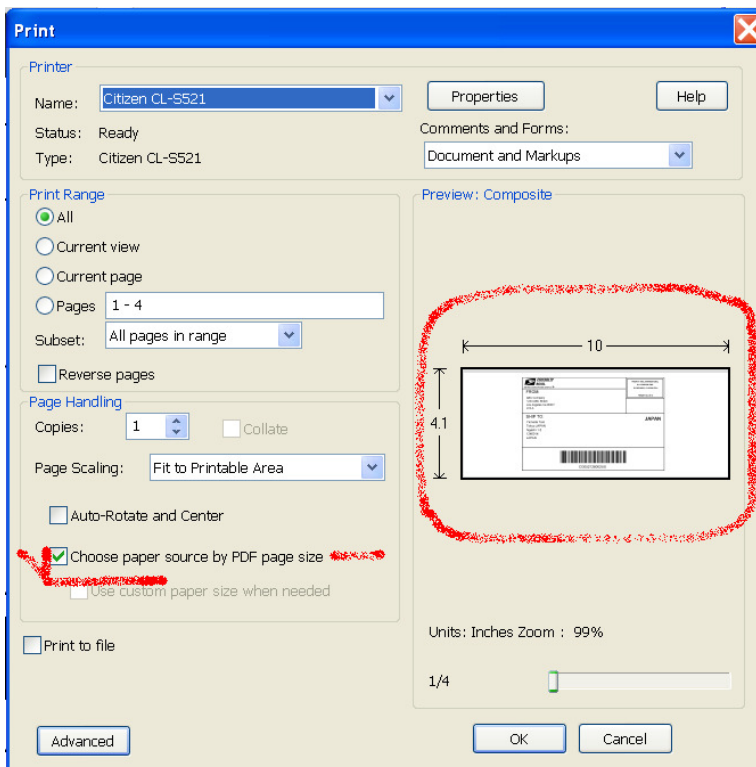 Print
Printer
Name: Citizen CL-S521
Properties
Help
Status: Ready
Comments and Forms:
Type: Citizen CL-S521
Document and Markups
Print Range
All
Current view
Current page
Pages 1 - 4
Subset: All pages in range
Reverse pages
Page Handling
Copies: 1 Collate
Page Scaling: Fit to Printable Area
Auto-Rotate and Center
Choose paper source by PDF page size
Use custom paper size when needed
Print to file
Advanced
Preview: Composite
10
4.1
FROM
SHIP TO
JAPAN
Units: Inches Zoom : 99%
1/4
OK
Cancel